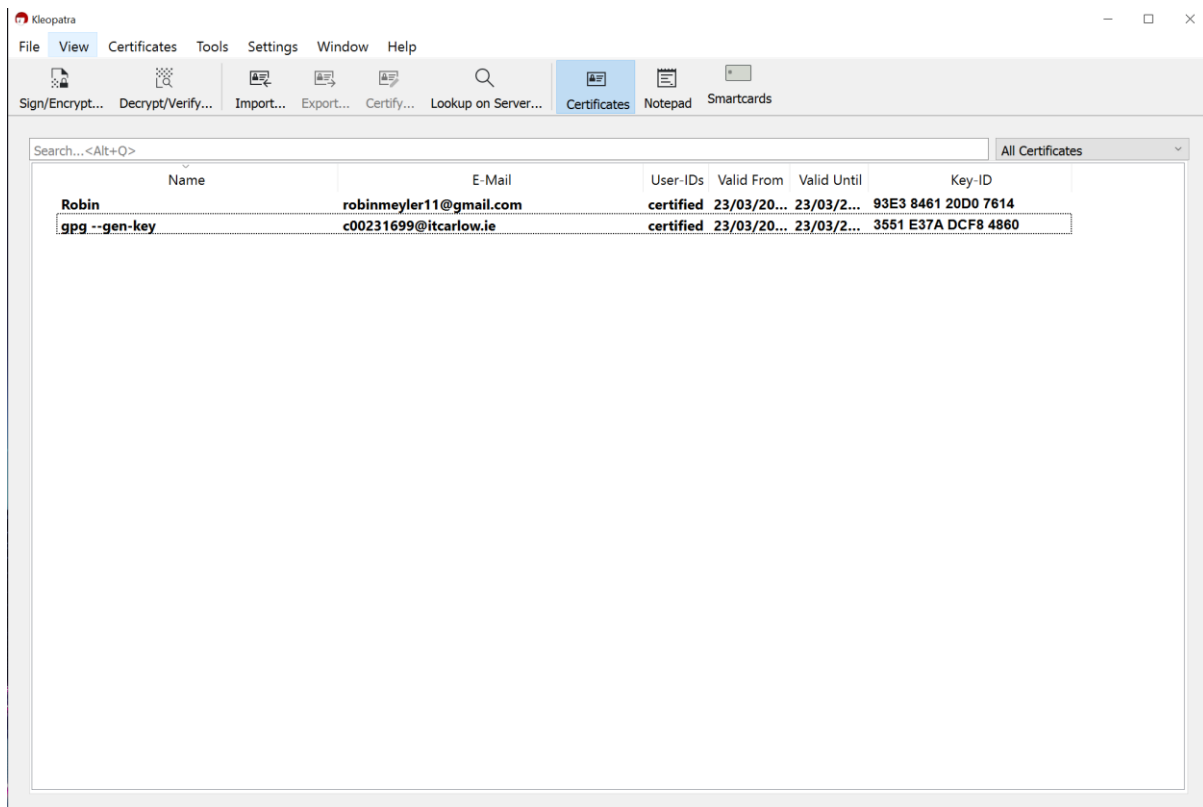 Kleopatra
File View Certificates Tools Settings Window Help
Sign/Encrypt... Decrypt/Verify... Import... Export... Certify... Lookup on Server... Certificates Notepad Smartcards
Search...<Alt+Q> All Certificates
Name E-Mail User-IDs Valid From Valid Until Key-ID
Robin robinmeyler11@gmail.com certified 23/03/20... 23/03/2... 93E3 8461 20D0 7614
gpg --gen-key c00231699@itcarlow.ie certified 23/03/20... 23/03/2... 3551 E37A DCF8 4860